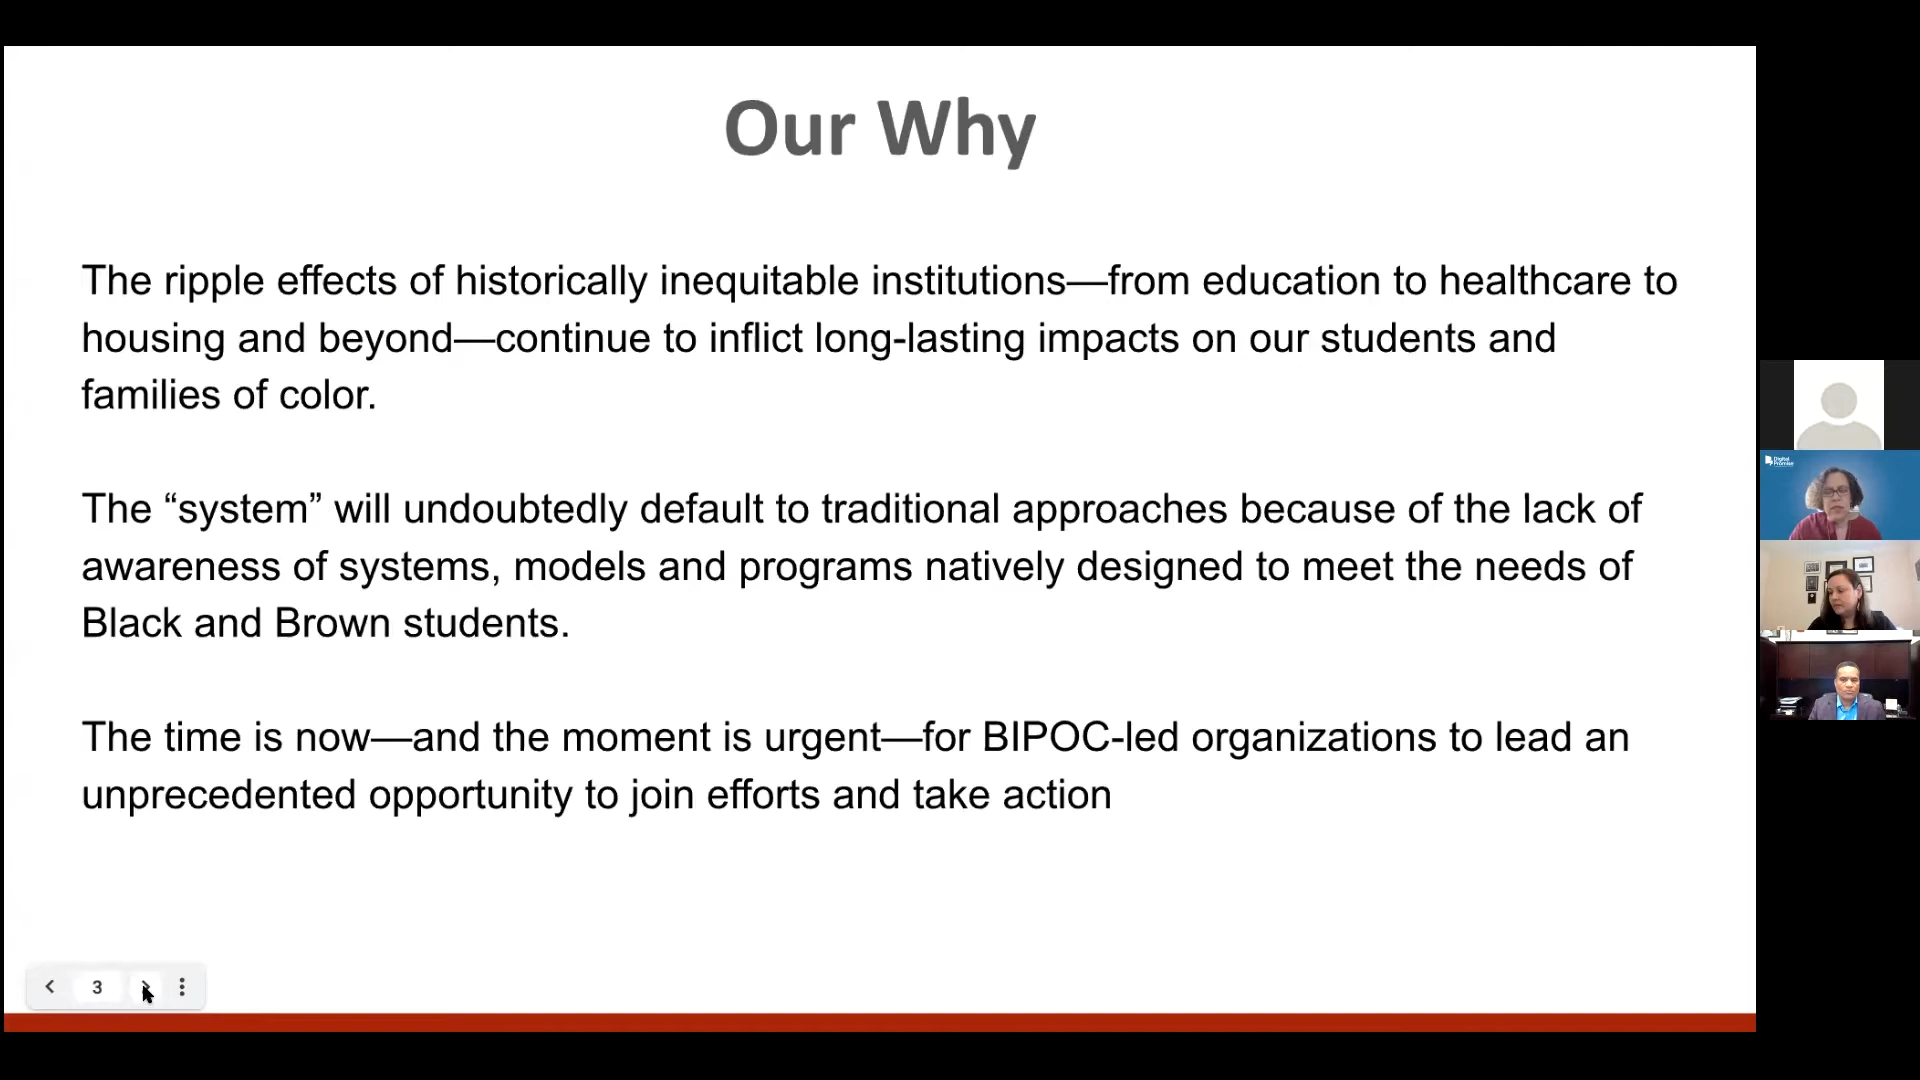 Our Why
The ripple effects of historically inequitable institutions—from education to healthcare to
housing and beyond—continue to inflict long-lasting impacts on our students and
families of color.
The “system” will undoubtedly default to traditional approaches because of the lack of
awareness of systems, models and programs natively designed to meet the needs of
Black and Brown students.
The time is now—and the moment is urgent—for BIPOC-led organizations to lead an
unprecedented opportunity to join efforts and take action
3
Digital
Promise